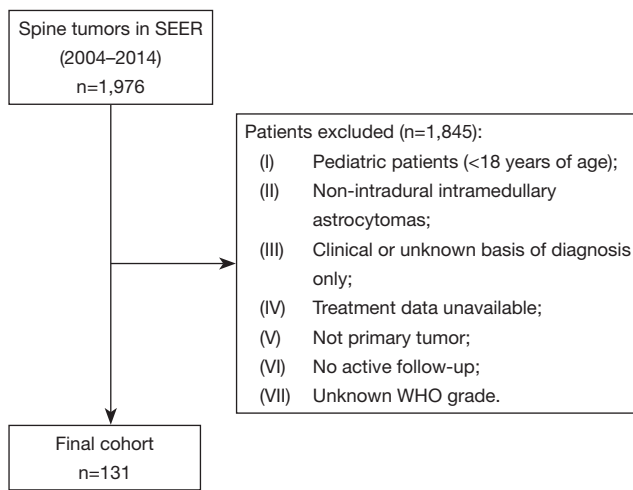 Spine tumors in SEER
(2004–2014)
n=1,976
Patients excluded (n=1,845):
(I) Pediatric patients (<18 years of age);
(II) Non-intradural intramedullary
astrocytomas;
(III) Clinical or unknown basis of diagnosis
only;
(IV) Treatment data unavailable;
(V) Not primary tumor;
(VI) No active follow-up;
(VII) Unknown WHO grade.
Final cohort
n=131